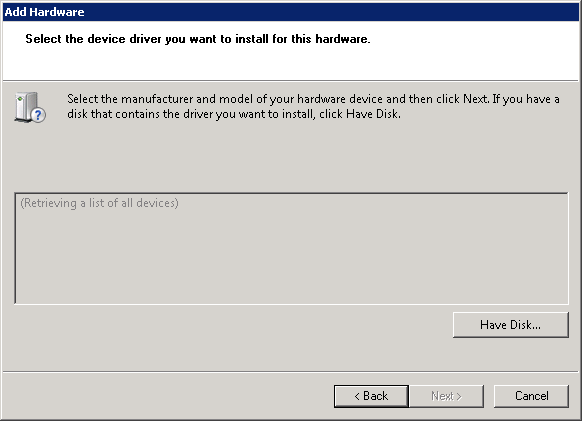 Add Hardware
Select the device driver you want to install for this hardware.
Select the manufacturer and model of your hardware device and then click Next. If you have a
disk that contains the driver you want to install, click Have Disk.
(Retrieving a list of all devices)
Have Disk...
< Back
Next >
Cancel